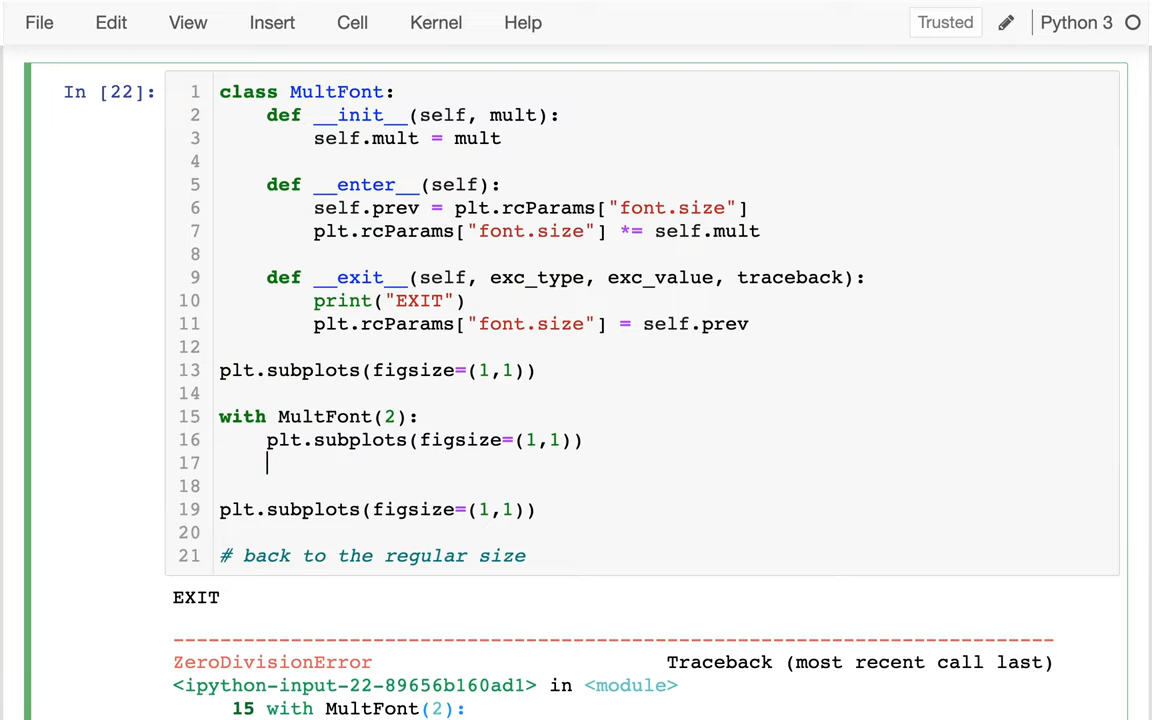 File Edit View Insert Cell Kernel Help Trusted Python 3
In [22]:
1 class MultFont:
2     def __init__(self, mult):
3         self.mult = mult
4
5     def __enter__(self):
6         self.prev = plt.rcParams["font.size"]
7         plt.rcParams["font.size"] *= self.mult
8
9     def __exit__(self, exc_type, exc_value, traceback):
10         print("EXIT")
11         plt.rcParams["font.size"] = self.prev
12
13 plt.subplots(figsize=(1,1))
14
15 with MultFont(2):
16     plt.subplots(figsize=(1,1))
17
18
19 plt.subplots(figsize=(1,1))
20
21 # back to the regular size
EXIT
---------------------------------------------------------------------------
ZeroDivisionError                         Traceback (most recent call last)
<ipython-input-22-89656b160ad1> in <module>
     15 with MultFont(2):